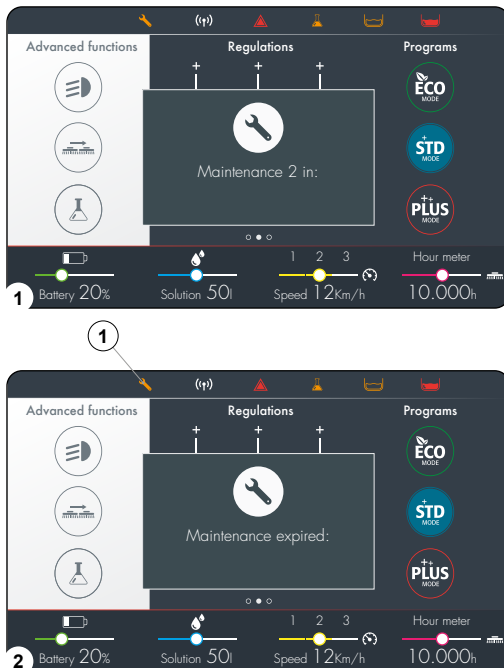 Advanced functions Regulations Programs
+ + +
ECO
MODE
Maintenance 2 in:
+
STD
MODE
++
PLUS
MODE
1 2 3 Hour meter
1 Battery 20% Solution 50l Speed 12Km/h 10.000h
1
Advanced functions Regulations Programs
+ + +
ECO
MODE
Maintenance expired:
+
STD
MODE
++
PLUS
MODE
1 2 3 Hour meter
2 Battery 20% Solution 50l Speed 12Km/h 10.000h